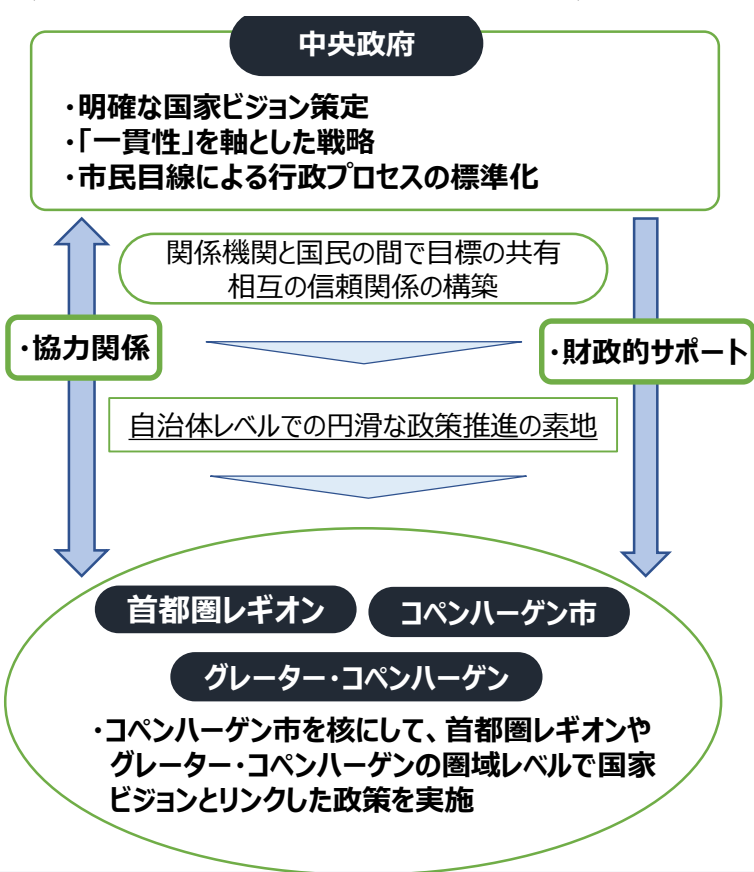 中央政府
・明確な国家ビジョン策定
・「一貫性」を軸とした戦略
・市民目線による行政プロセスの標準化
関係機関と国民の間で目標の共有
相互の信頼関係の構築
・協力関係
・財政的サポート
自治体レベルでの円滑な政策推進の素地
首都圏レギオン
コペンハーゲン市
グレーター・コペンハーゲン
・コペンハーゲン市を核にして、首都圏レギオンや
グレーター・コペンハーゲンの圏域レベルで国家
ビジョンとリンクした政策を実施